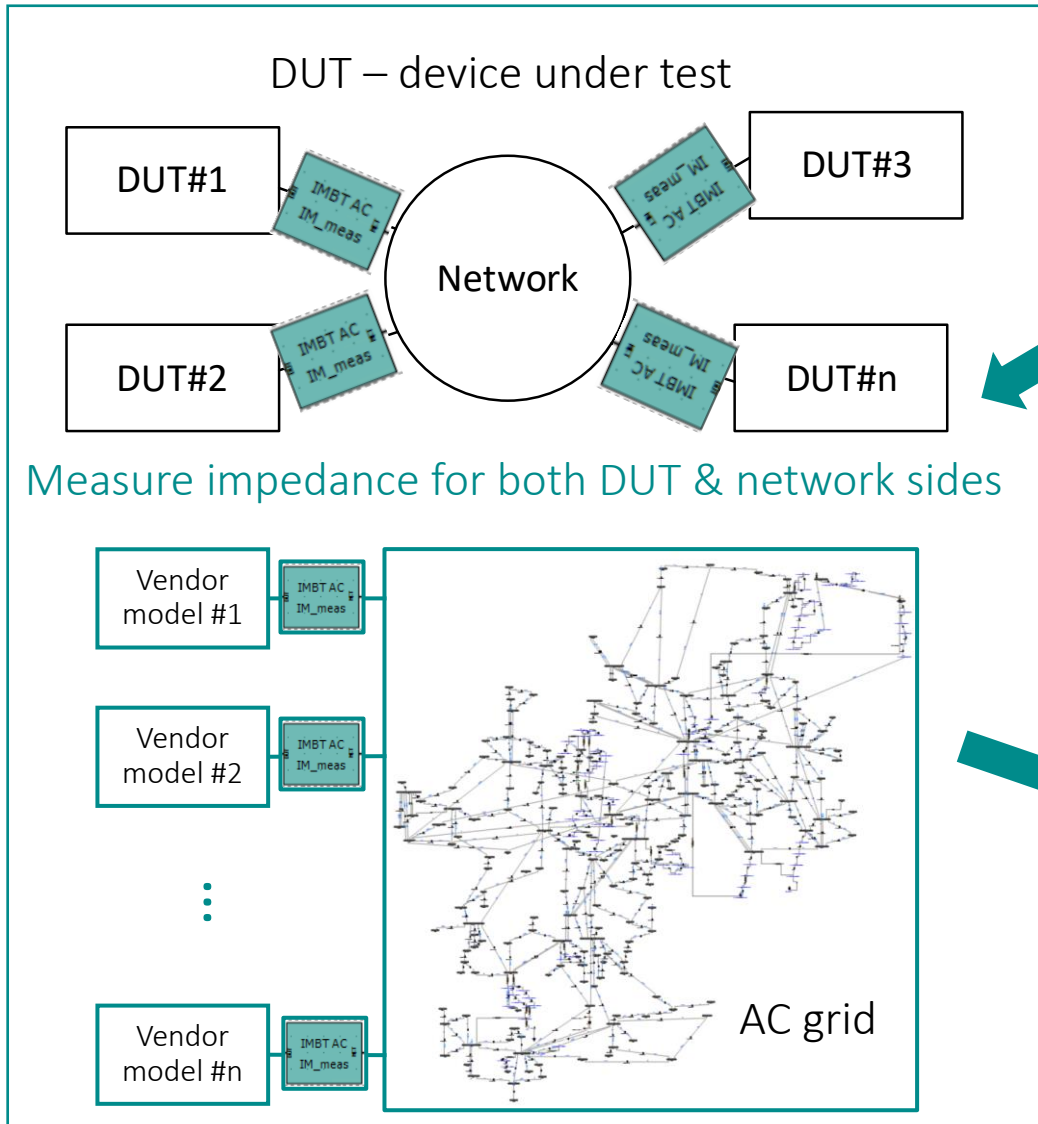 DUT – device under test
DUT#1
IMBT AC
IM_meas
IMBT AC
IM_meas
DUT#3
Network
DUT#2
IMBT AC
IM_meas
IMBT AC
IM_meas
DUT#n
Measure impedance for both DUT & network sides
Vendor
model #1
IMBT AC
IM_meas
Vendor
model #2
IMBT AC
IM_meas
⋮
Vendor
model #n
IMBT AC
IM_meas
AC grid